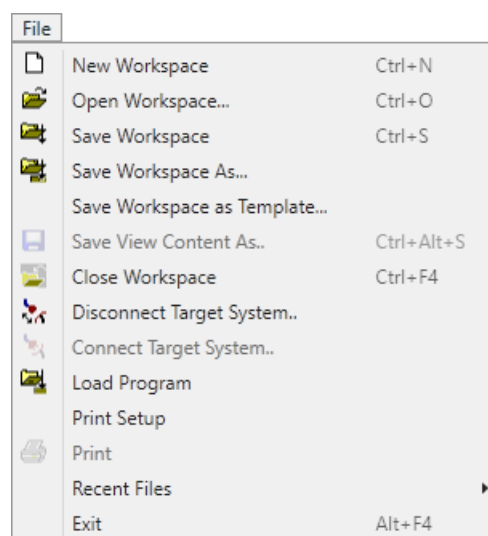 File
New Workspace Ctrl+N
Open Workspace... Ctrl+O
Save Workspace Ctrl+S
Save Workspace As...
Save Workspace as Template...
Save View Content As.. Ctrl+Alt+S
Close Workspace Ctrl+F4
Disconnect Target System..
Connect Target System..
Load Program
Print Setup
Print
Recent Files
Exit Alt+F4